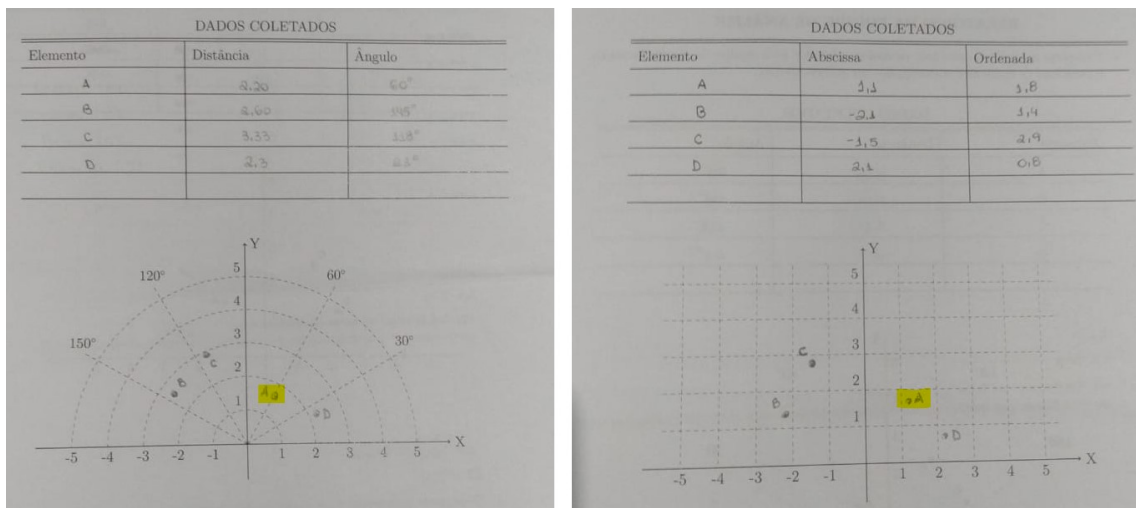 DADOS COLETADOS
Elemento Distância Ângulo
A 2,20 60°
B 2,60 145°
C 3,33 118°
D 2,3 21°
Y
5
120° 60°
4
150° 3 30°
C
2
B
A
1 D
X
-5 -4 -3 -2 -1 1 2 3 4 5
DADOS COLETADOS
Elemento Abscissa Ordenada
A 1,1 1,8
B -2,1 1,4
C -1,5 2,9
D 2,1 0,8
Y
5
4
C 3
2
B A
1
D
X
-5 -4 -3 -2 -1 1 2 3 4 5